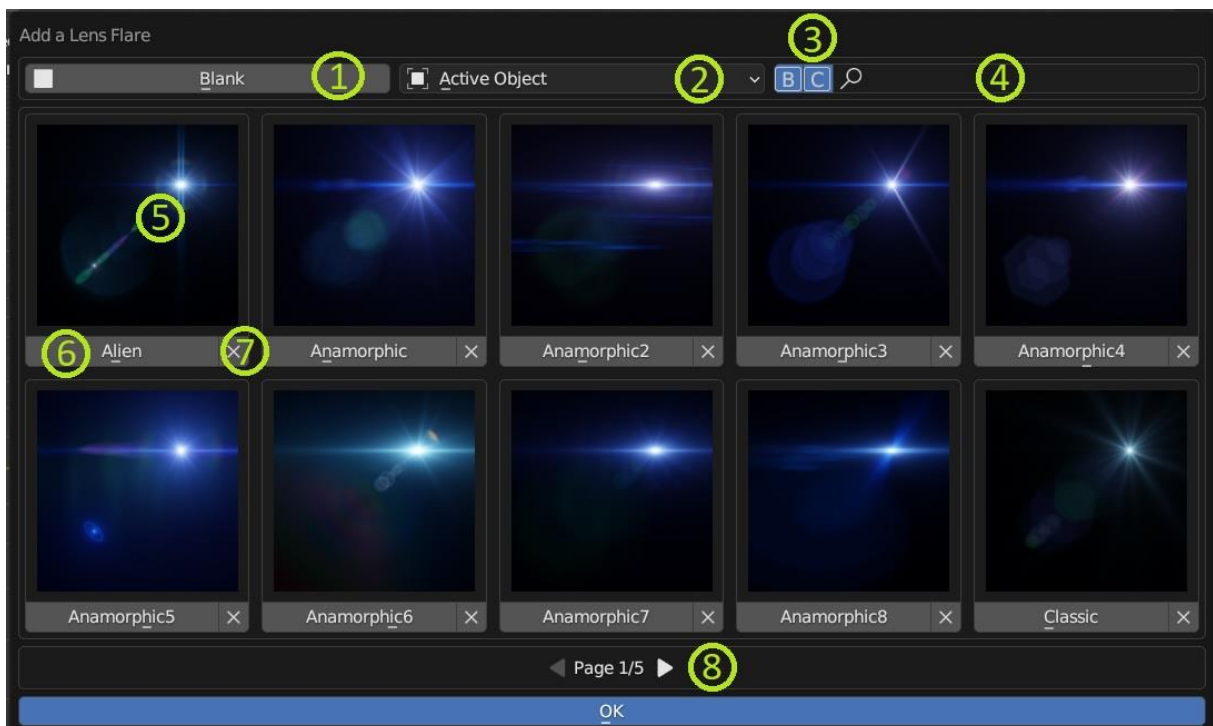 Add a Lens Flare
3
Blank 1 Active Object 2 B C 4
5
6 Alien × 7 Anamorphic × Anamorphic2 × Anamorphic3 × Anamorphic4 ×
Anamorphic5 × Anamorphic6 × Anamorphic7 × Anamorphic8 × Classic ×
Page 1/5 8
OK